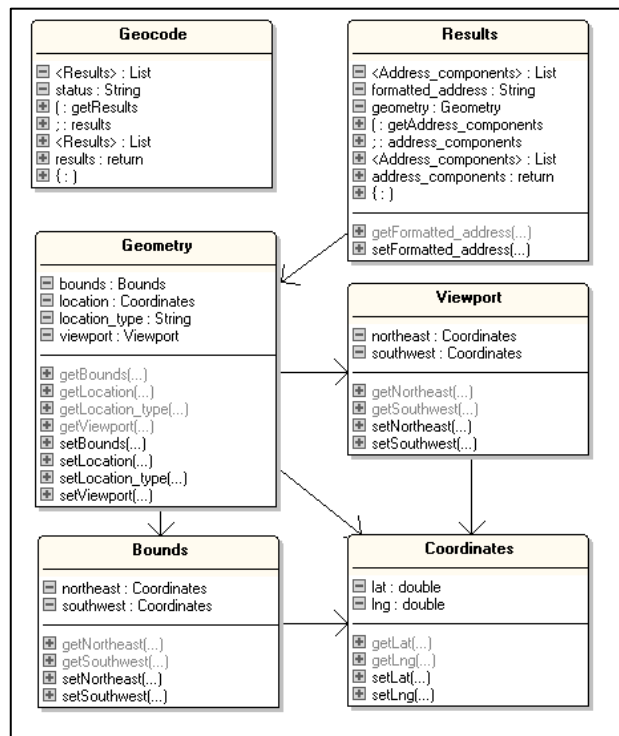 Geocode
<Results> : List
status : String
( : getResults
; : results
<Results> : List
results : return
{ : )
Results
<Address_components> : List
formatted_address : String
geometry : Geometry
( : getAddress_components
; : address_components
<Address_components> : List
address_components : return
{ : )
getFormatted_address(...)
setFormatted_address(...)
Geometry
bounds : Bounds
location : Coordinates
location_type : String
viewport : Viewport
getBounds(...)
getLocation(...)
getLocation_type(...)
getViewport(...)
setBounds(...)
setLocation(...)
setLocation_type(...)
setViewport(...)
Viewport
northeast : Coordinates
southwest : Coordinates
getNortheast(...)
getSouthwest(...)
setNortheast(...)
setSouthwest(...)
Bounds
northeast : Coordinates
southwest : Coordinates
getNortheast(...)
getSouthwest(...)
setNortheast(...)
setSouthwest(...)
Coordinates
lat : double
lng : double
getLat(...)
getLng(...)
setLat(...)
setLng(...)